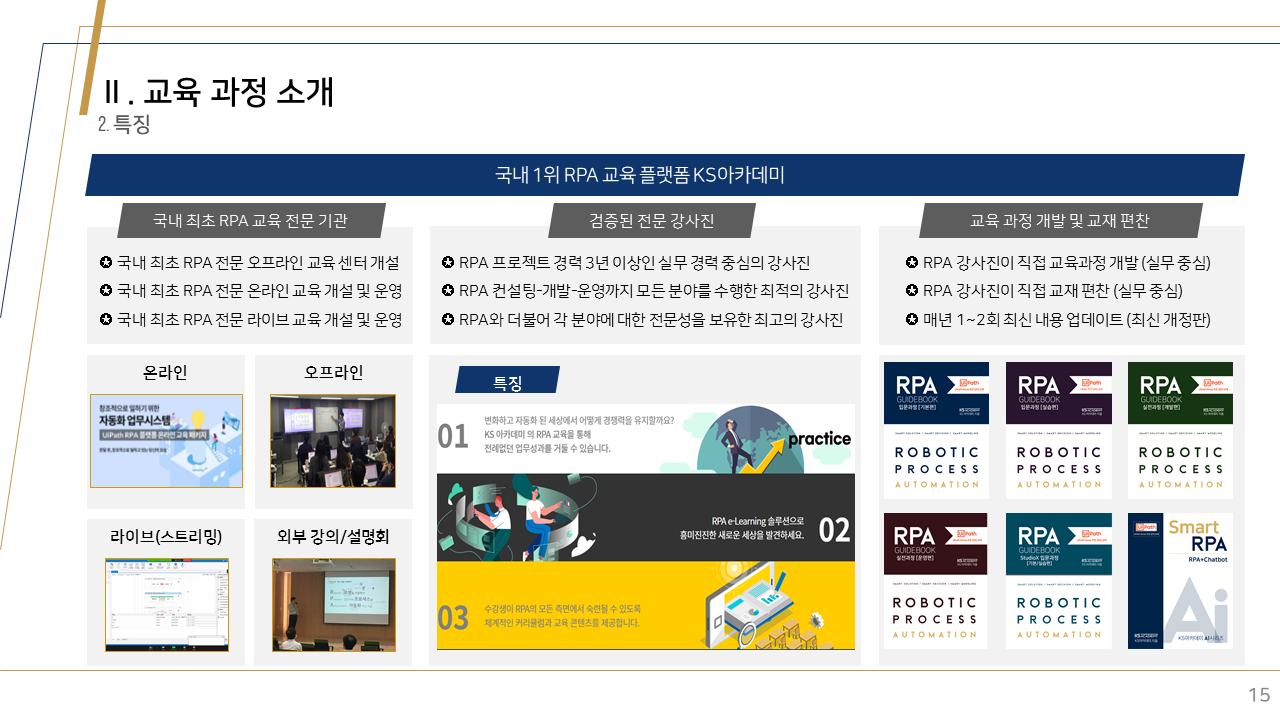 Ⅱ. 교육 과정 소개
2. 특징
국내 1위 RPA 교육 플랫폼 KS아카데미
국내 최초 RPA 교육 전문 기관
✪ 국내 최초 RPA 전문 오프라인 교육 센터 개설
✪ 국내 최초 RPA 전문 온라인 교육 개설 및 운영
✪ 국내 최초 RPA 전문 라이브 교육 개설 및 운영
검증된 전문 강사진
✪ RPA 프로젝트 경력 3년 이상인 실무 경력 중심의 강사진
✪ RPA 컨설팅-개발-운영까지 모든 분야를 수행한 최적의 강사진
✪ RPA와 더불어 각 분야에 대한 전문성을 보유한 최고의 강사진
교육 과정 개발 및 교재 편찬
✪ RPA 강사진이 직접 교육과정 개발 (실무 중심)
✪ RPA 강사진이 직접 교재 편찬 (실무 중심)
✪ 매년 1~2회 최신 내용 업데이트 (최신 개정판)
온라인
창조적으로 일하기 위한
자동화 업무시스템
UiPath RPA 플랫폼 온라인 교육 패키지
오프라인
라이브(스트리밍)
외부 강의/설명회
특징
01
변화하고 자동화 된 세상에서 어떻게 경쟁력을 유지할까요?
KS 아카데미 의 RPA 교육을 통해
전례없던 업무성과를 거둘 수 있습니다.
practice
RPA e-Learning 솔루션으로
흥미진진한 새로운 세상을 발견하세요.
02
03
수강생이 RPA의 모든 측면에서 숙련될 수 있도록
체계적인 커리큘럼과 교육 콘텐츠를 제공합니다.
RPA
GUIDEBOOK
입문과정 [기본편]
UiPath
ROBOTIC
PROCESS
AUTOMATION
RPA
GUIDEBOOK
입문과정 [실습편]
UiPath
ROBOTIC
PROCESS
AUTOMATION
RPA
GUIDEBOOK
실전과정 [개발편]
UiPath
ROBOTIC
PROCESS
AUTOMATION
RPA
GUIDEBOOK
실전과정 [운영편]
UiPath
ROBOTIC
PROCESS
AUTOMATION
RPA
GUIDEBOOK
StudioX 입문과정
[기본/실습편]
UiPath
ROBOTIC
PROCESS
AUTOMATION
UiPath
Smart
RPA
RPA+Chatbot
Ai
KS아카데미 AI시리즈
15